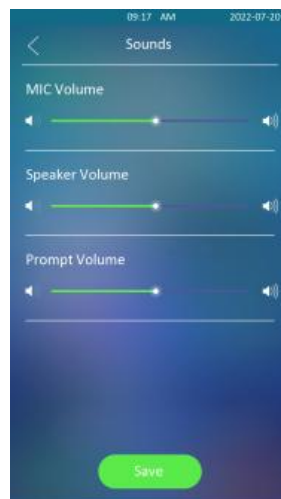 09:17 AM 2022-07-20
Sounds
MIC Volume
Speaker Volume
Prompt Volume
Save